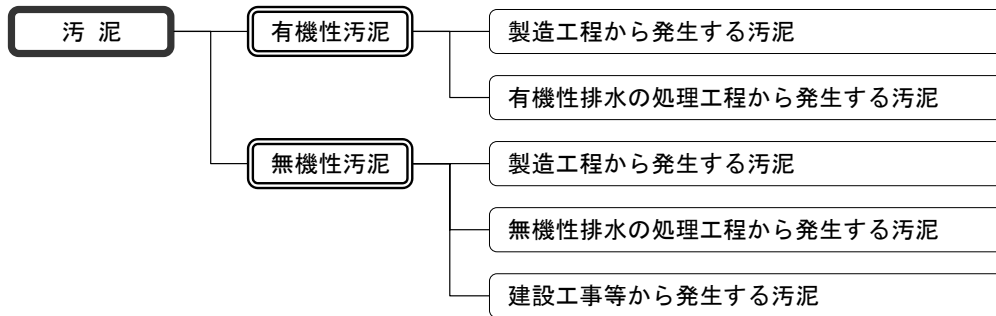 汚 泥
有機性汚泥
製造工程から発生する汚泥
有機性排水の処理工程から発生する汚泥
無機性汚泥
製造工程から発生する汚泥
無機性排水の処理工程から発生する汚泥
建設工事等から発生する汚泥